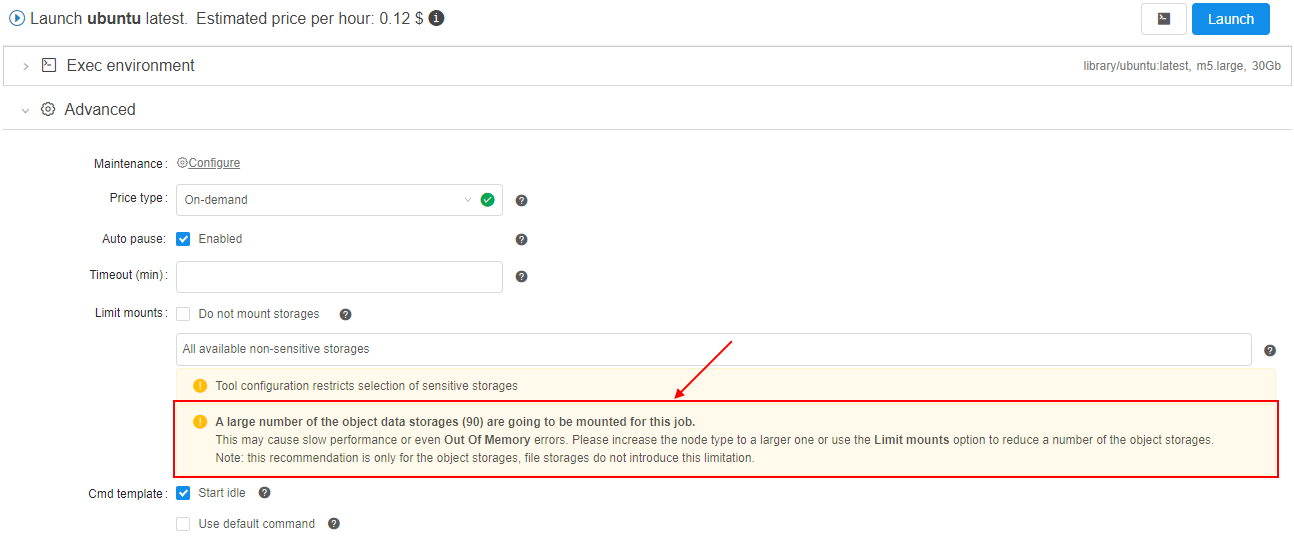 Launch ubuntu latest. Estimated price per hour: 0.12 $
Launch
Exec environment
library/ubuntu:latest, m5.large, 30Gb
Advanced
Maintenance: Configure
Price type: On-demand
Auto pause: Enabled
Timeout (min):
Limit mounts: Do not mount storages
All available non-sensitive storages
Tool configuration restricts selection of sensitive storages
A large number of the object data storages (90) are going to be mounted for this job.
This may cause slow performance or even Out Of Memory errors. Please increase the node type to a larger one or use the Limit mounts option to reduce a number of the object storages.
Note: this recommendation is only for the object storages, file storages do not introduce this limitation.
Cmd template: Start idle
Use default command